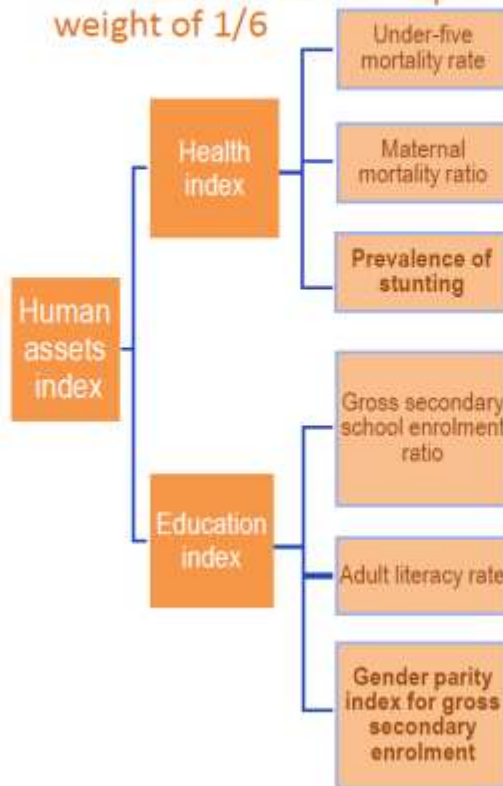 weight of 1/6
Under-five
mortality rate
Health
index
Maternal
mortality ratio
Prevalence of
stunting
Human
assets
index
Gross secondary
school enrolment
ratio
Education
index
Adult literacy rate
Gender parity
index for gross
secondary
enrolment